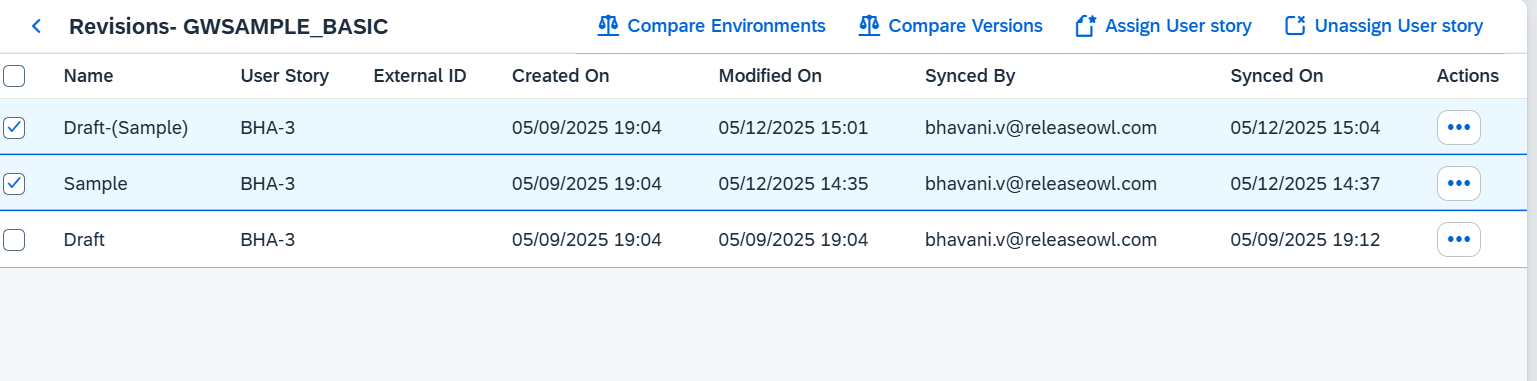 Revisions- GWSAMPLE_BASIC Compare Environments Compare Versions Assign User story Unassign User story
Name User Story External ID Created On Modified On Synced By Synced On Actions
Draft-(Sample) BHA-3 05/09/2025 19:04 05/12/2025 15:01 bhavani.v@releaseowl.com 05/12/2025 15:04
Sample BHA-3 05/09/2025 19:04 05/12/2025 14:35 bhavani.v@releaseowl.com 05/12/2025 14:37
Draft BHA-3 05/09/2025 19:04 05/09/2025 19:04 bhavani.v@releaseowl.com 05/09/2025 19:12